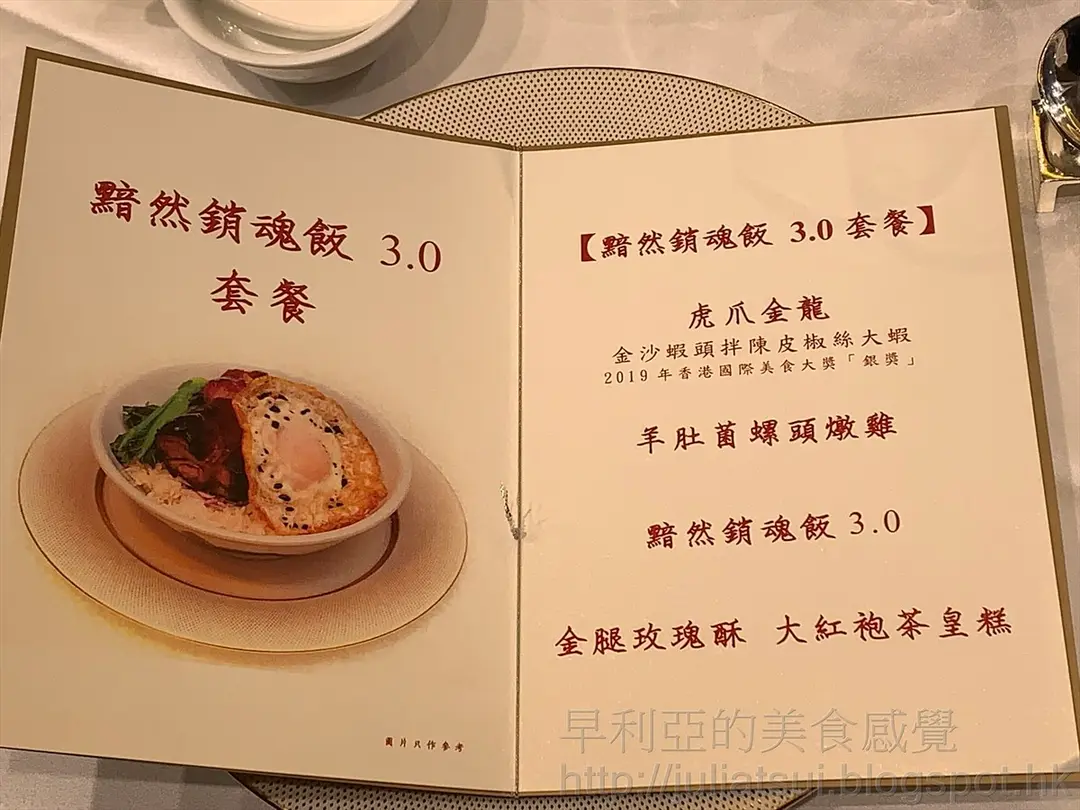 黯然銷魂飯 3.0
套餐
圖片只作參考
【黯然銷魂飯 3.0 套餐】
虎爪金龍
金沙蝦頭拌陳皮椒絲大蝦
2019年香港國際美食大獎「銀獎」
羊肚菌螺頭燉雞
黯然銷魂飯 3.0
金腿玫瑰酥 大紅袍茶皇糕
早利亞的美食感覺
http://juliatsui.blogspot.hk